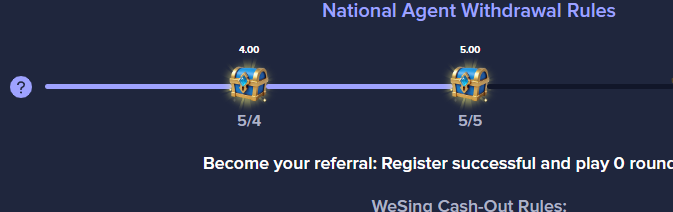 National Agent Withdrawal Rules
4.00 5.00
?
5/4 5/5
Become your referral: Register successful and play 0 roun
WeSing Cash-Out Rules: